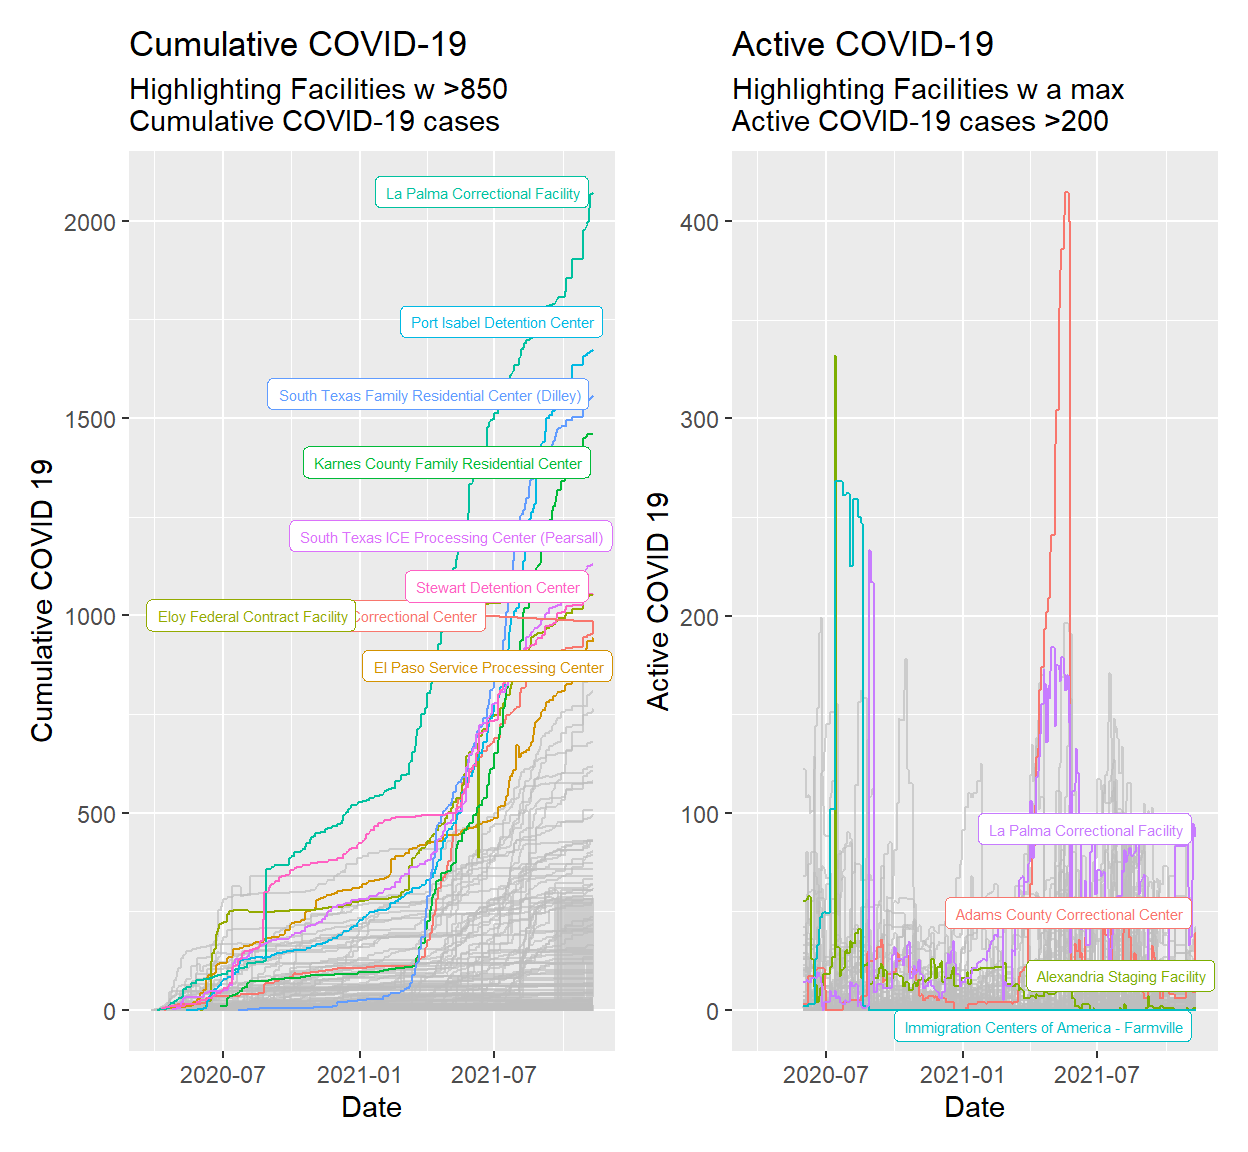 Cumulative COVID-19
Highlighting Facilities w >850
Cumulative COVID-19 cases
Cumulative COVID 19
2000
1500
1000
500
0
La Palma Correctional Facility
Port Isabel Detention Center
South Texas Family Residential Center (Dilley)
Karnes County Family Residential Center
South Texas ICE Processing Center (Pearsall)
Stewart Detention Center
Eloy Federal Contract Facility
Correctional Center
El Paso Service Processing Center
2020-07
2021-01
2021-07
Date
Active COVID-19
Highlighting Facilities w a max
Active COVID-19 cases >200
Active COVID 19
400
300
200
100
0
La Palma Correctional Facility
Adams County Correctional Center
Alexandria Staging Facility
Immigration Centers of America - Farmville
2020-07
2021-01
2021-07
Date